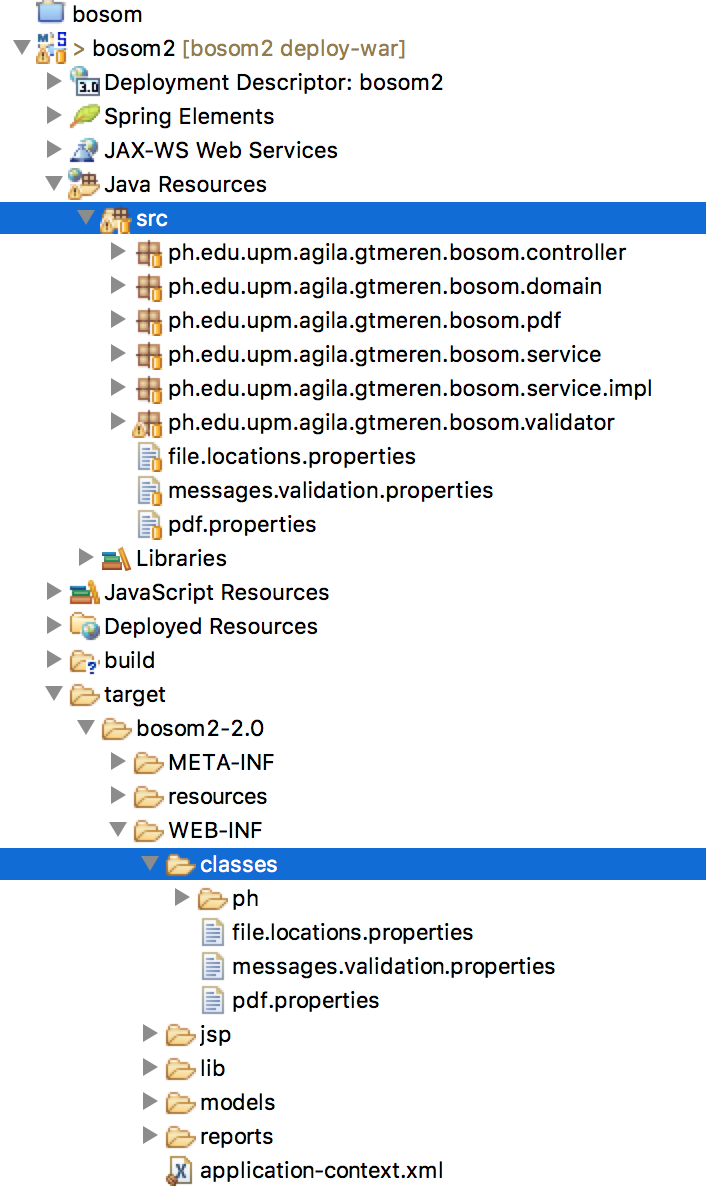 bosom
> bosom2 [bosom2 deploy-war]
Deployment Descriptor: bosom2
Spring Elements
JAX-WS Web Services
Java Resources
src
ph.edu.upm.agila.gtmeren.bosom.controller
ph.edu.upm.agila.gtmeren.bosom.domain
ph.edu.upm.agila.gtmeren.bosom.pdf
ph.edu.upm.agila.gtmeren.bosom.service
ph.edu.upm.agila.gtmeren.bosom.service.impl
ph.edu.upm.agila.gtmeren.bosom.validator
file.locations.properties
messages.validation.properties
pdf.properties
Libraries
JavaScript Resources
Deployed Resources
build
target
bosom2-2.0
META-INF
resources
WEB-INF
classes
ph
file.locations.properties
messages.validation.properties
pdf.properties
jsp
lib
models
reports
application-context.xml